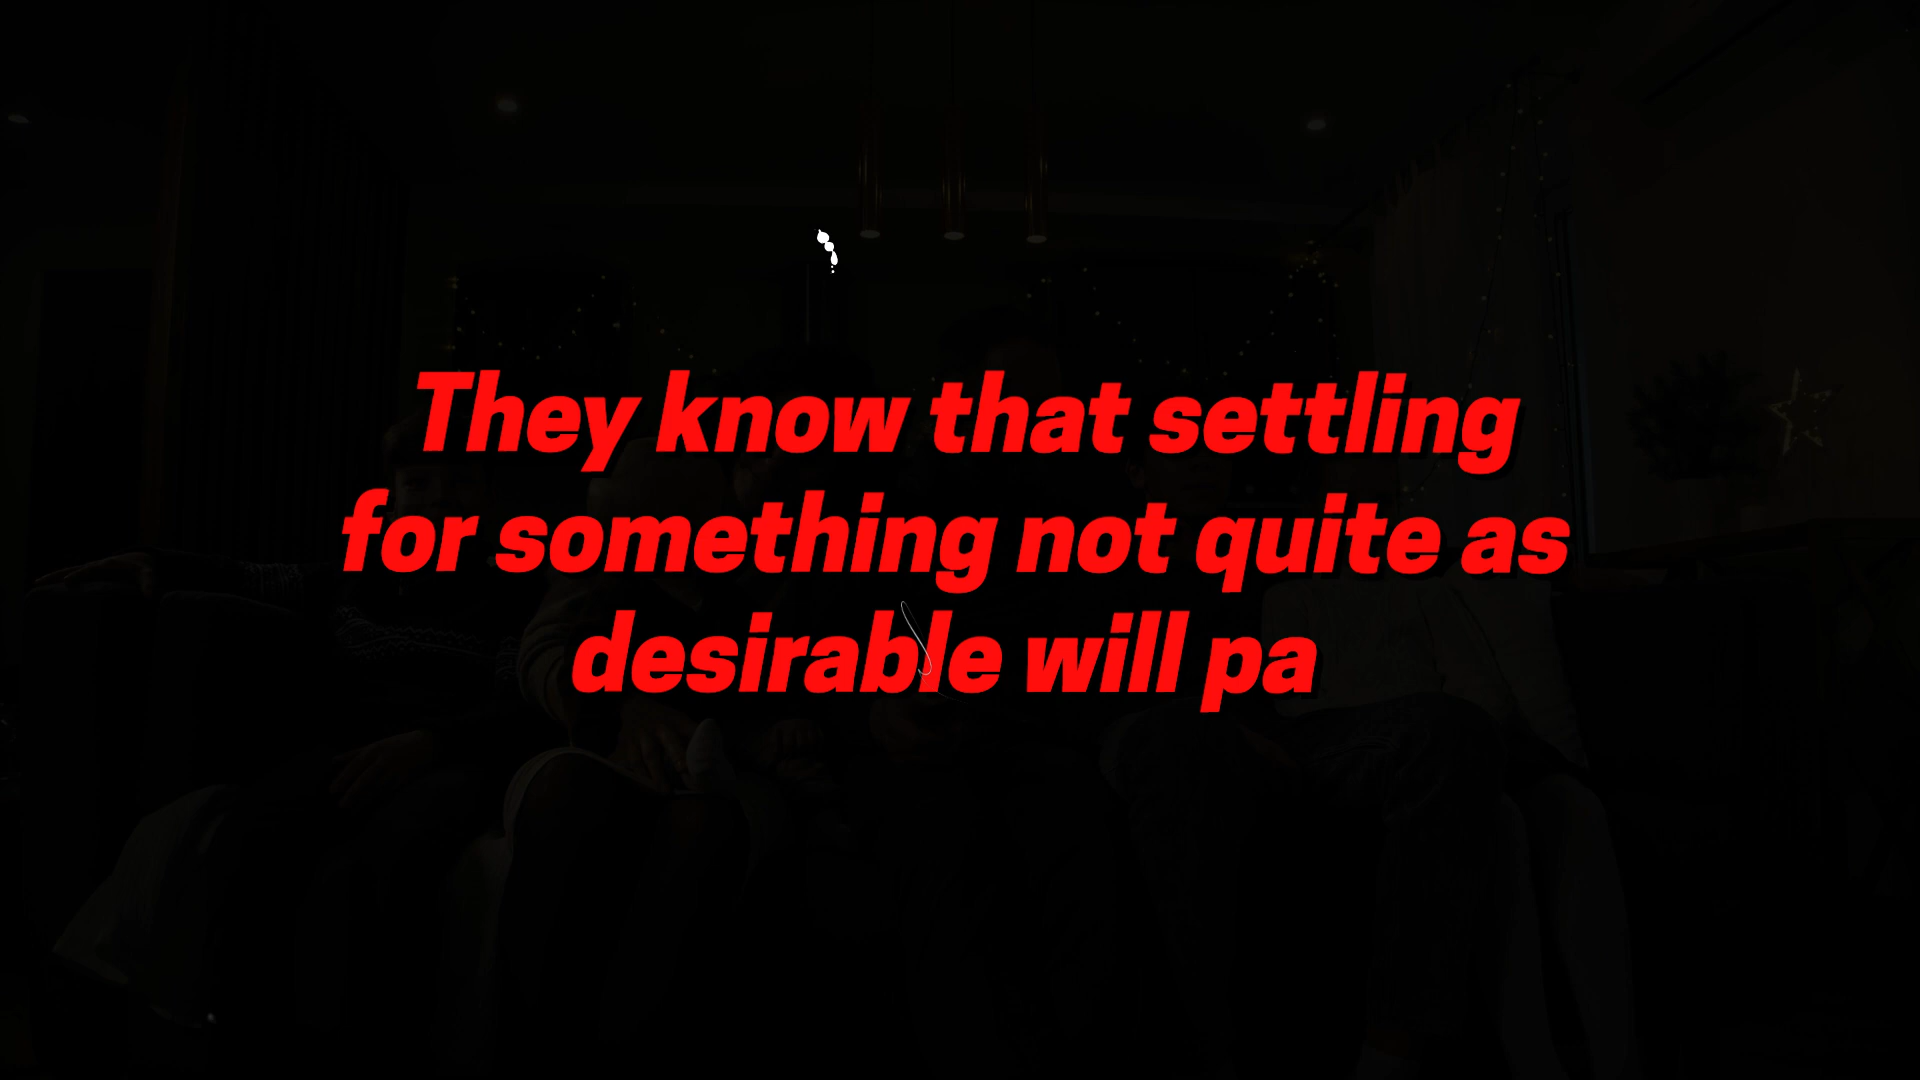 They know that settling
for something not quite as
desirable will pa